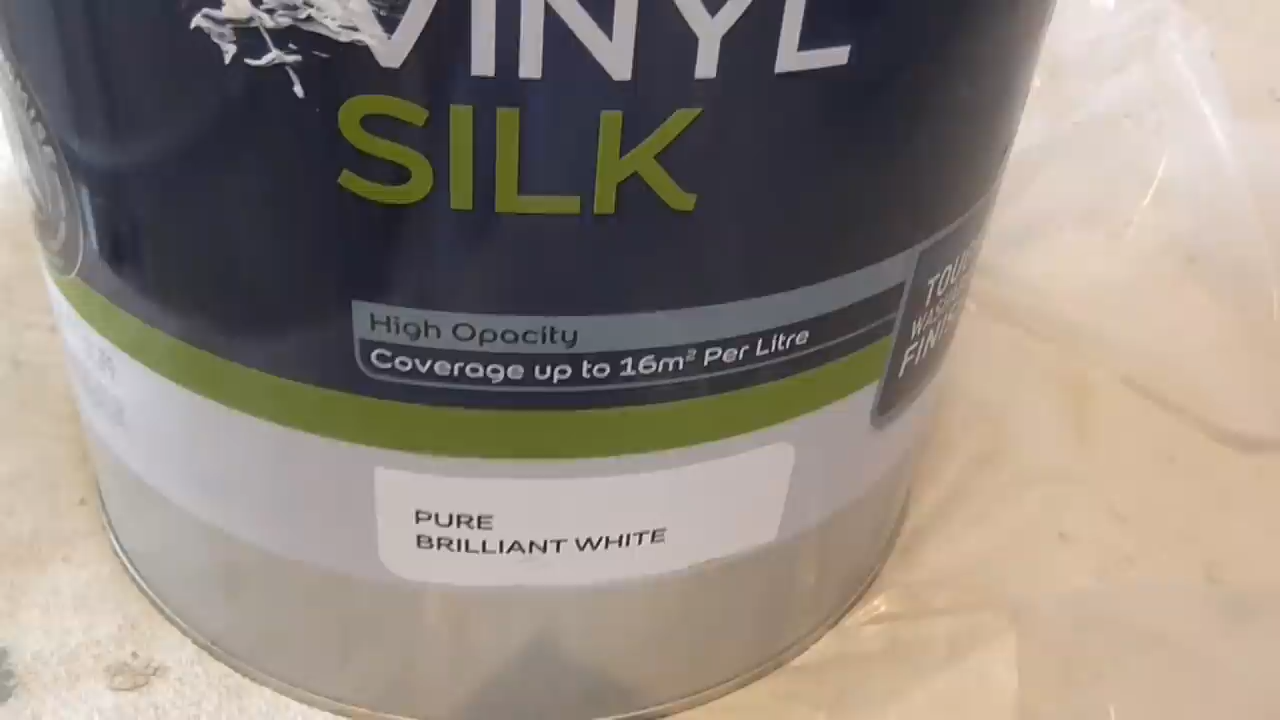 VINYL
SILK
High Opacity
Coverage up to 16m² Per Litre
PURE
BRILLIANT WHITE